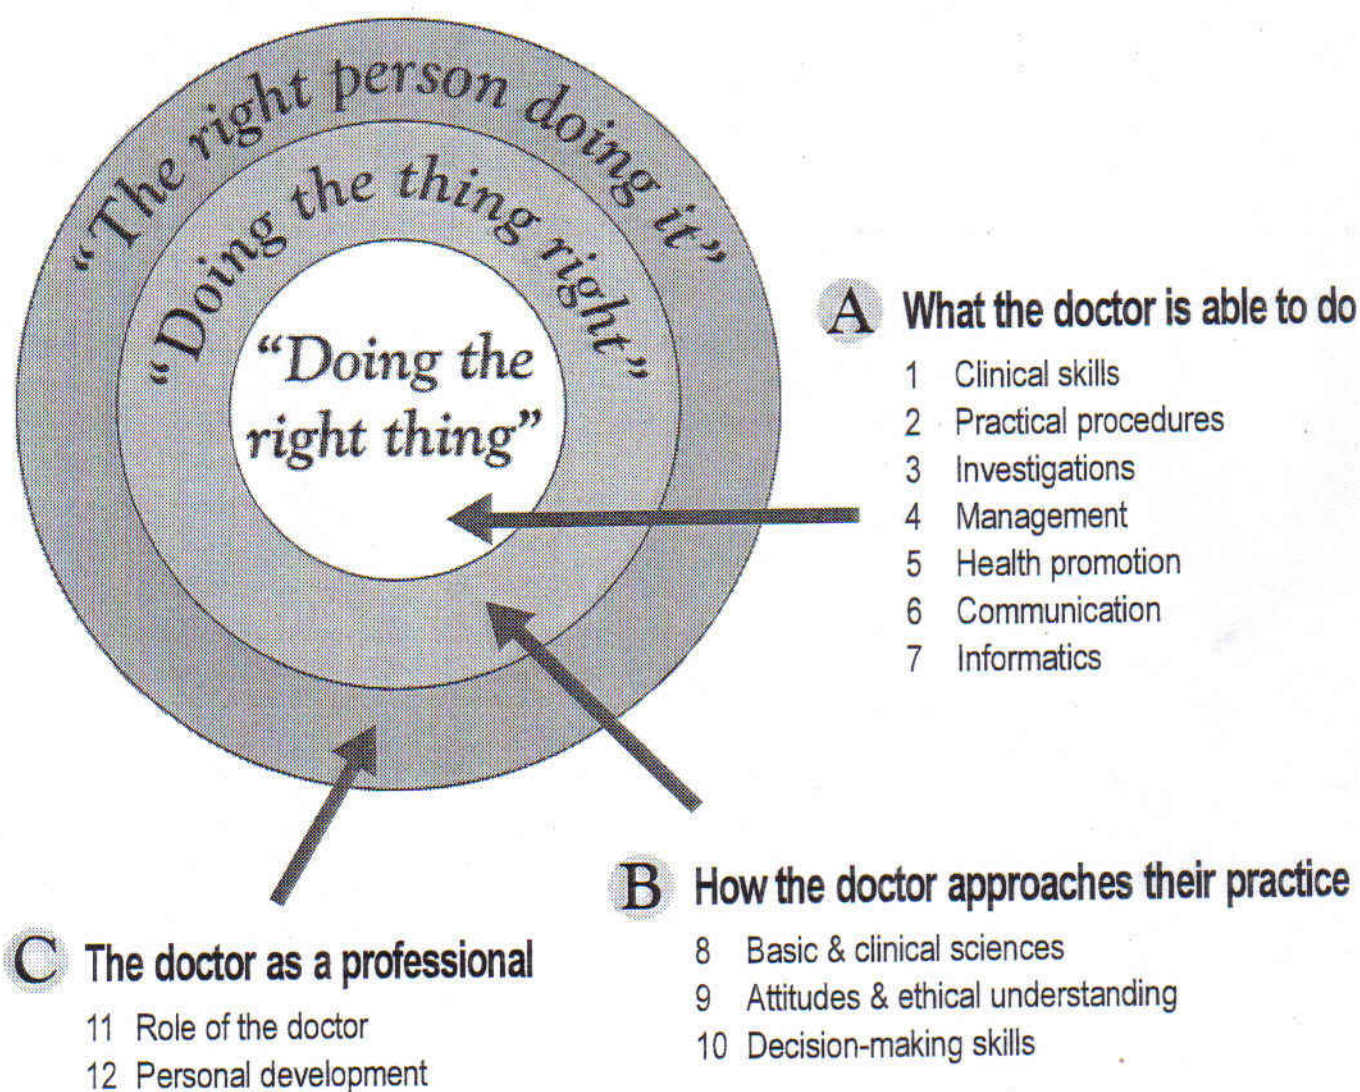 “The right person doing it”
“Doing the thing right”
“Doing the
right thing”
A What the doctor is able to do
1 Clinical skills
2 Practical procedures
3 Investigations
4 Management
5 Health promotion
6 Communication
7 Informatics
B How the doctor approaches their practice
8 Basic & clinical sciences
9 Attitudes & ethical understanding
10 Decision-making skills
C The doctor as a professional
11 Role of the doctor
12 Personal development